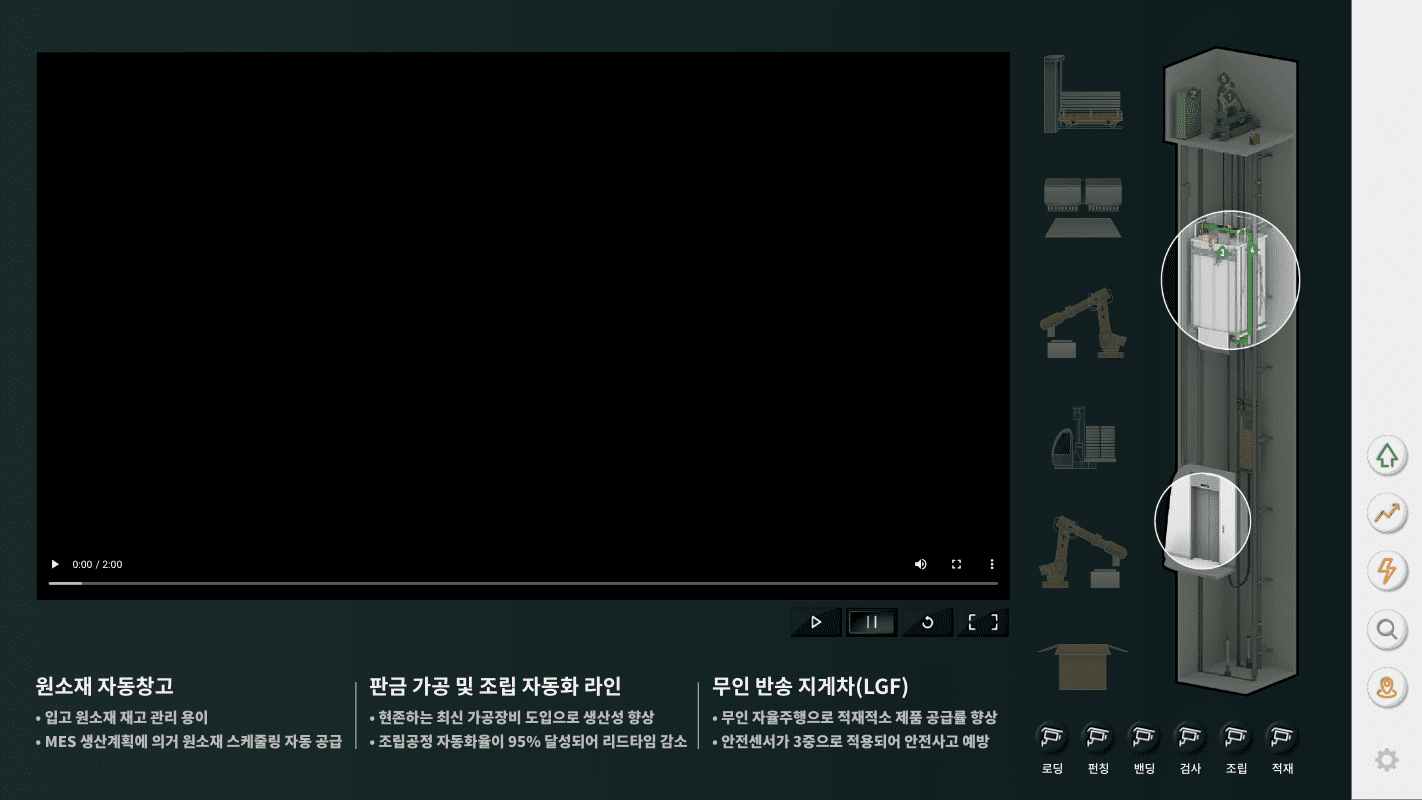 5
2
1
3
4
0:00 / 2:00
원소재 자동창고
• 입고 원소재 재고 관리 용이
• MES 생산계획에 의거 원소재 스케줄링 자동 공급
판금 가공 및 조립 자동화 라인
• 현존하는 최신 가공장비 도입으로 생산성 향상
• 조립공정 자동화율이 95% 달성되어 리드타임 감소
무인 반송 지게차(LGF)
• 무인 자율주행으로 적재적소 제품 공급률 향상
• 안전센서가 3중으로 적용되어 안전사고 예방
로딩
펀칭
밴딩
검사
조립
적재